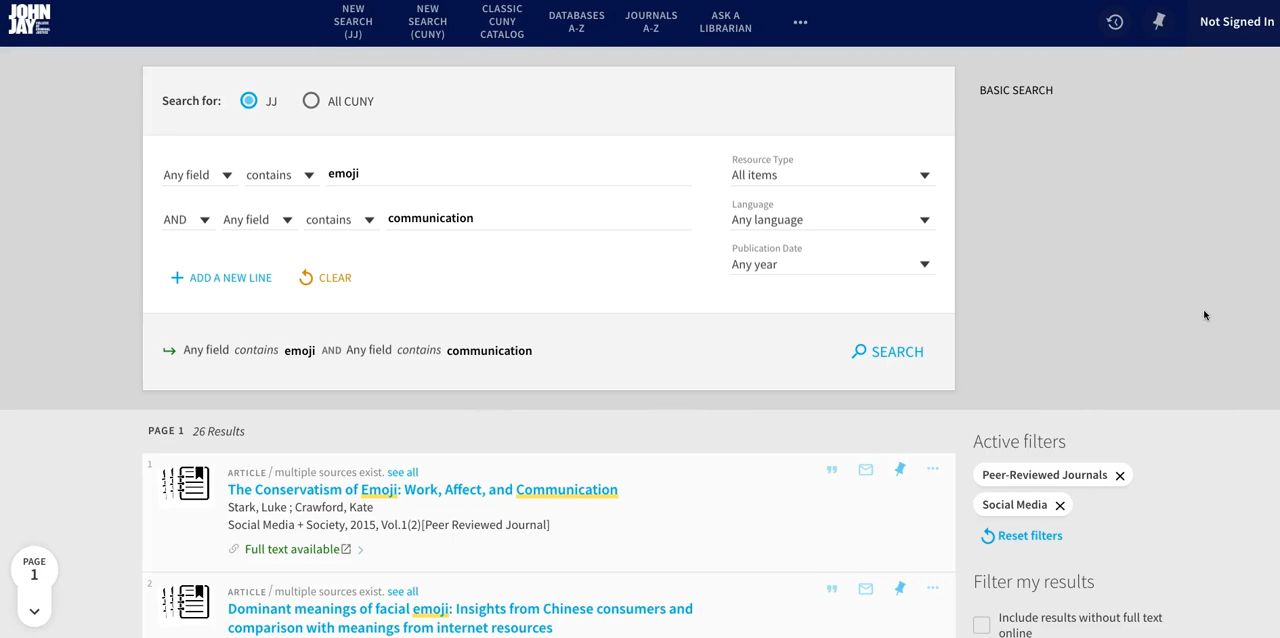 JOHN
JAY
NEW SEARCH (JJ)
NEW SEARCH (CUNY)
CLASSIC CUNY CATALOG
DATABASES A-Z
JOURNALS A-Z
ASK A LIBRARIAN
Not Signed In
Search for: JJ All CUNY
BASIC SEARCH
Any field contains emoji
AND Any field contains communication
Resource Type
All items
Language
Any language
Publication Date
Any year
+ ADD A NEW LINE CLEAR
Any field contains emoji AND Any field contains communication
SEARCH
PAGE 1 26 Results
1
ARTICLE / multiple sources exist. see all
The Conservatism of Emoji: Work, Affect, and Communication
Stark, Luke ; Crawford, Kate
Social Media + Society, 2015, Vol.1(2)[Peer Reviewed Journal]
Full text available
2
ARTICLE / multiple sources exist. see all
Dominant meanings of facial emoji: Insights from Chinese consumers and
comparison with meanings from internet resources
Active filters
Peer-Reviewed Journals
Social Media
Reset filters
Filter my results
Include results without full text
online
PAGE
1